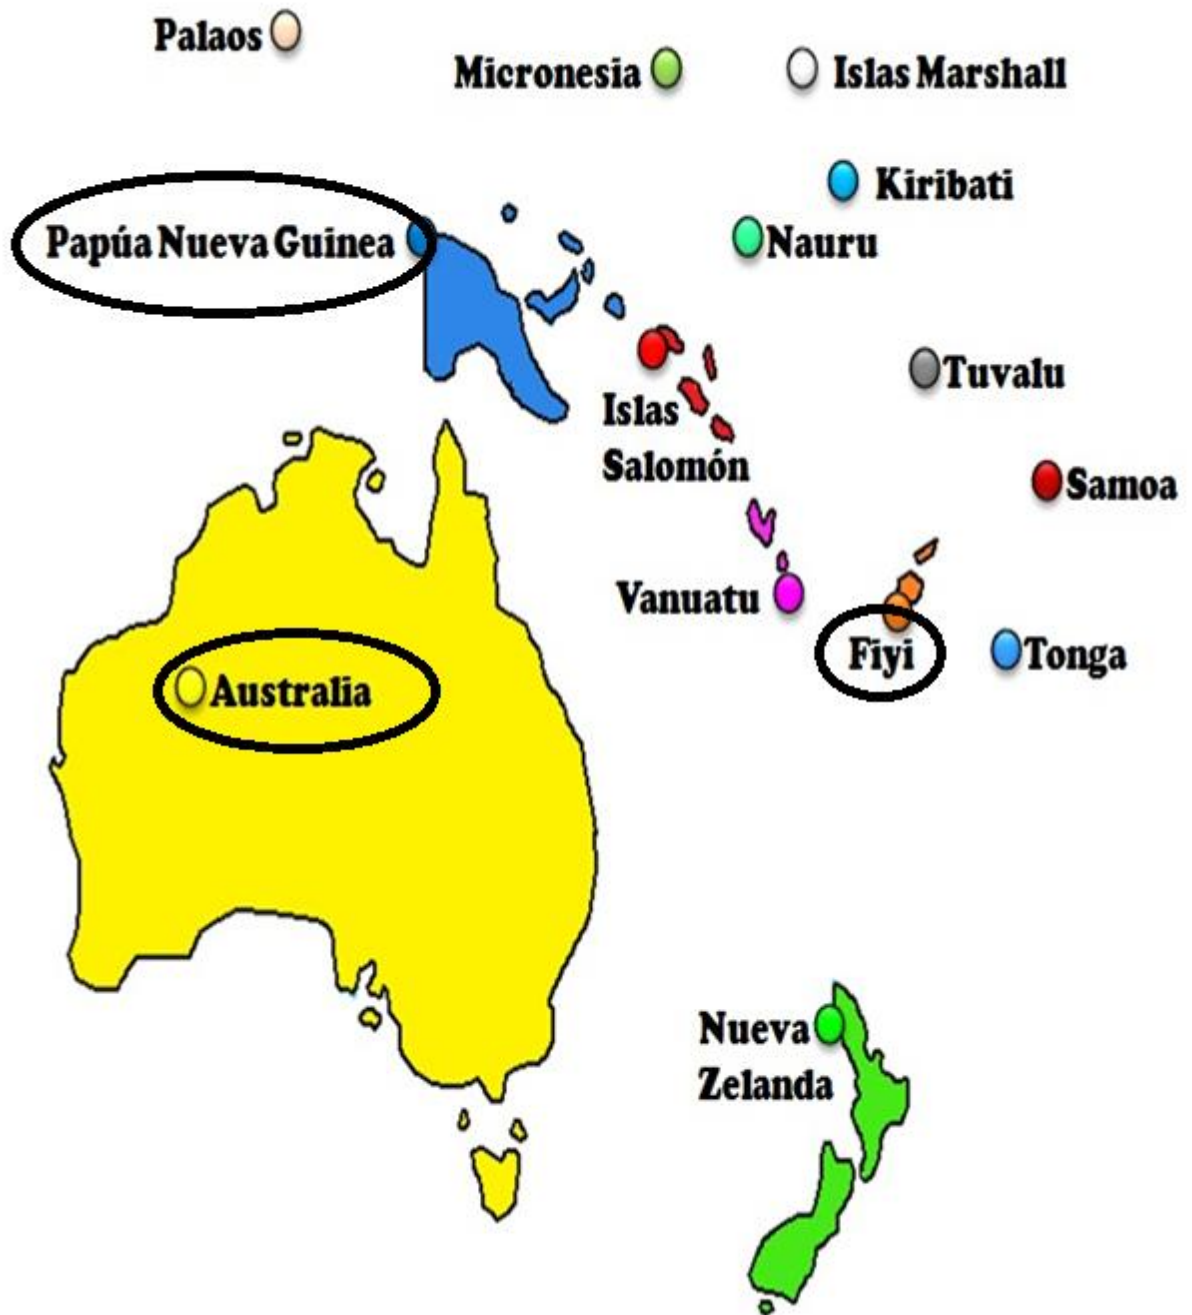 Palaos
Micronesia
Islas Marshall
Kiribati
Papúa Nueva Guinea
Nauru
Tuvalu
Islas
Salomón
Samoa
Vanuatu
Fiyi
Tonga
Australia
Nueva
Zelanda